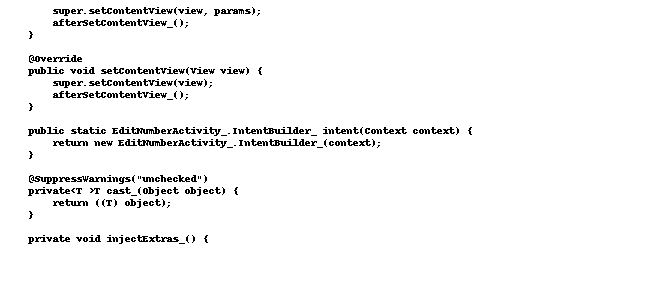 super.setContentView(view, params);
afterSetContentView_();
}
@Override
public void setContentView(View view) {
super.setContentView(view);
afterSetContentView_();
}
public static EditNumberActivity_.IntentBuilder_ intent(Context context) {
return new EditNumberActivity_.IntentBuilder_(context);
}
@SuppressWarnings("unchecked")
private<T >T cast_(Object object) {
return ((T) object);
}
private void injectExtras_() {